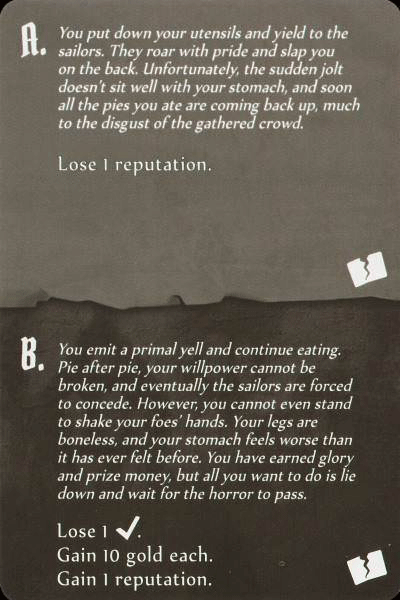 A. You put down your utensils and yield to the
sailors. They roar with pride and slap you
on the back. Unfortunately, the sudden jolt
doesn't sit well with your stomach, and soon
all the pies you ate are coming back up, much
to the disgust of the gathered crowd.
Lose 1 reputation.
B. You emit a primal yell and continue eating.
Pie after pie, your willpower cannot be
broken, and eventually the sailors are forced
to concede. However, you cannot even stand
to shake your foes' hands. Your legs are
boneless, and your stomach feels worse than
it has ever felt before. You have earned glory
and prize money, but all you want to do is lie
down and wait for the horror to pass.
Lose 1 ✓.
Gain 10 gold each.
Gain 1 reputation.